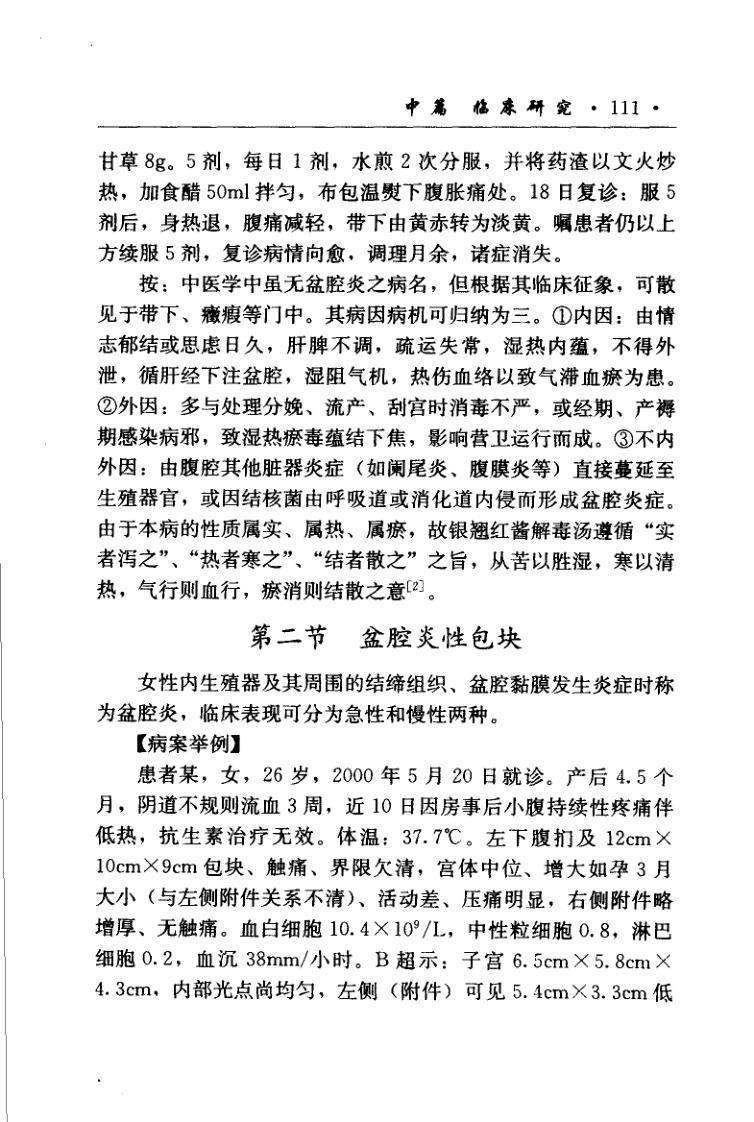 中篇 临床研究 · 111 ·
甘草 8g。5 剂，每日 1 剂，水煎 2 次分服，并将药渣以文火炒
热，加食醋 50ml 拌匀，布包温熨下腹胀痛处。18 日复诊：服 5
剂后，身热退，腹痛减轻，带下由黄赤转为淡黄。嘱患者仍以上
方续服 5 剂，复诊病情向愈，调理月余，诸症消失。
按：中医学中虽无盆腔炎之病名，但根据其临床征象，可散
见于带下、癥瘕等门中。其病因病机可归纳为三。①内因：由情
志郁结或思虑日久，肝脾不调，疏运失常，湿热内蕴，不得外
泄，循肝经下注盆腔，湿阻气机，热伤血络以致气滞血瘀为患。
②外因：多与处理分娩、流产、刮宫时消毒不严，或经期、产褥
期感染病邪，致湿热瘀毒蕴结下焦，影响营卫运行而成。③不内
外因：由腹腔其他脏器炎症（如阑尾炎、腹膜炎等）直接蔓延至
生殖器官，或因结核菌由呼吸道或消化道内侵而形成盆腔炎症。
由于本病的性质属实、属热、属瘀，故银翘红酱解毒汤遵循“实
者泻之”、“热者寒之”、“结者散之”之旨，从苦以胜湿，寒以清
热，气行则血行，瘀消则结散之意[2]。
第二节 盆腔炎性包块
女性内生殖器及其周围的结缔组织、盆腔黏膜发生炎症时称
为盆腔炎，临床表现可分为急性和慢性两种。
【病案举例】
患者某，女，26 岁，2000 年 5 月 20 日就诊。产后 4.5 个
月，阴道不规则流血 3 周，近 10 日因房事后小腹持续性疼痛伴
低热，抗生素治疗无效。体温：37.7℃。左下腹扪及 12cm×
10cm×9cm 包块、触痛、界限欠清，宫体中位、增大如孕 3 月
大小（与左侧附件关系不清）、活动差、压痛明显，右侧附件略
增厚、无触痛。血白细胞 10.4×10⁹/L，中性粒细胞 0.8，淋巴
细胞 0.2，血沉 38mm/小时。B 超示：子宫 6.5cm×5.8cm×
4.3cm，内部光点尚均匀，左侧（附件）可见 5.4cm×3.3cm 低